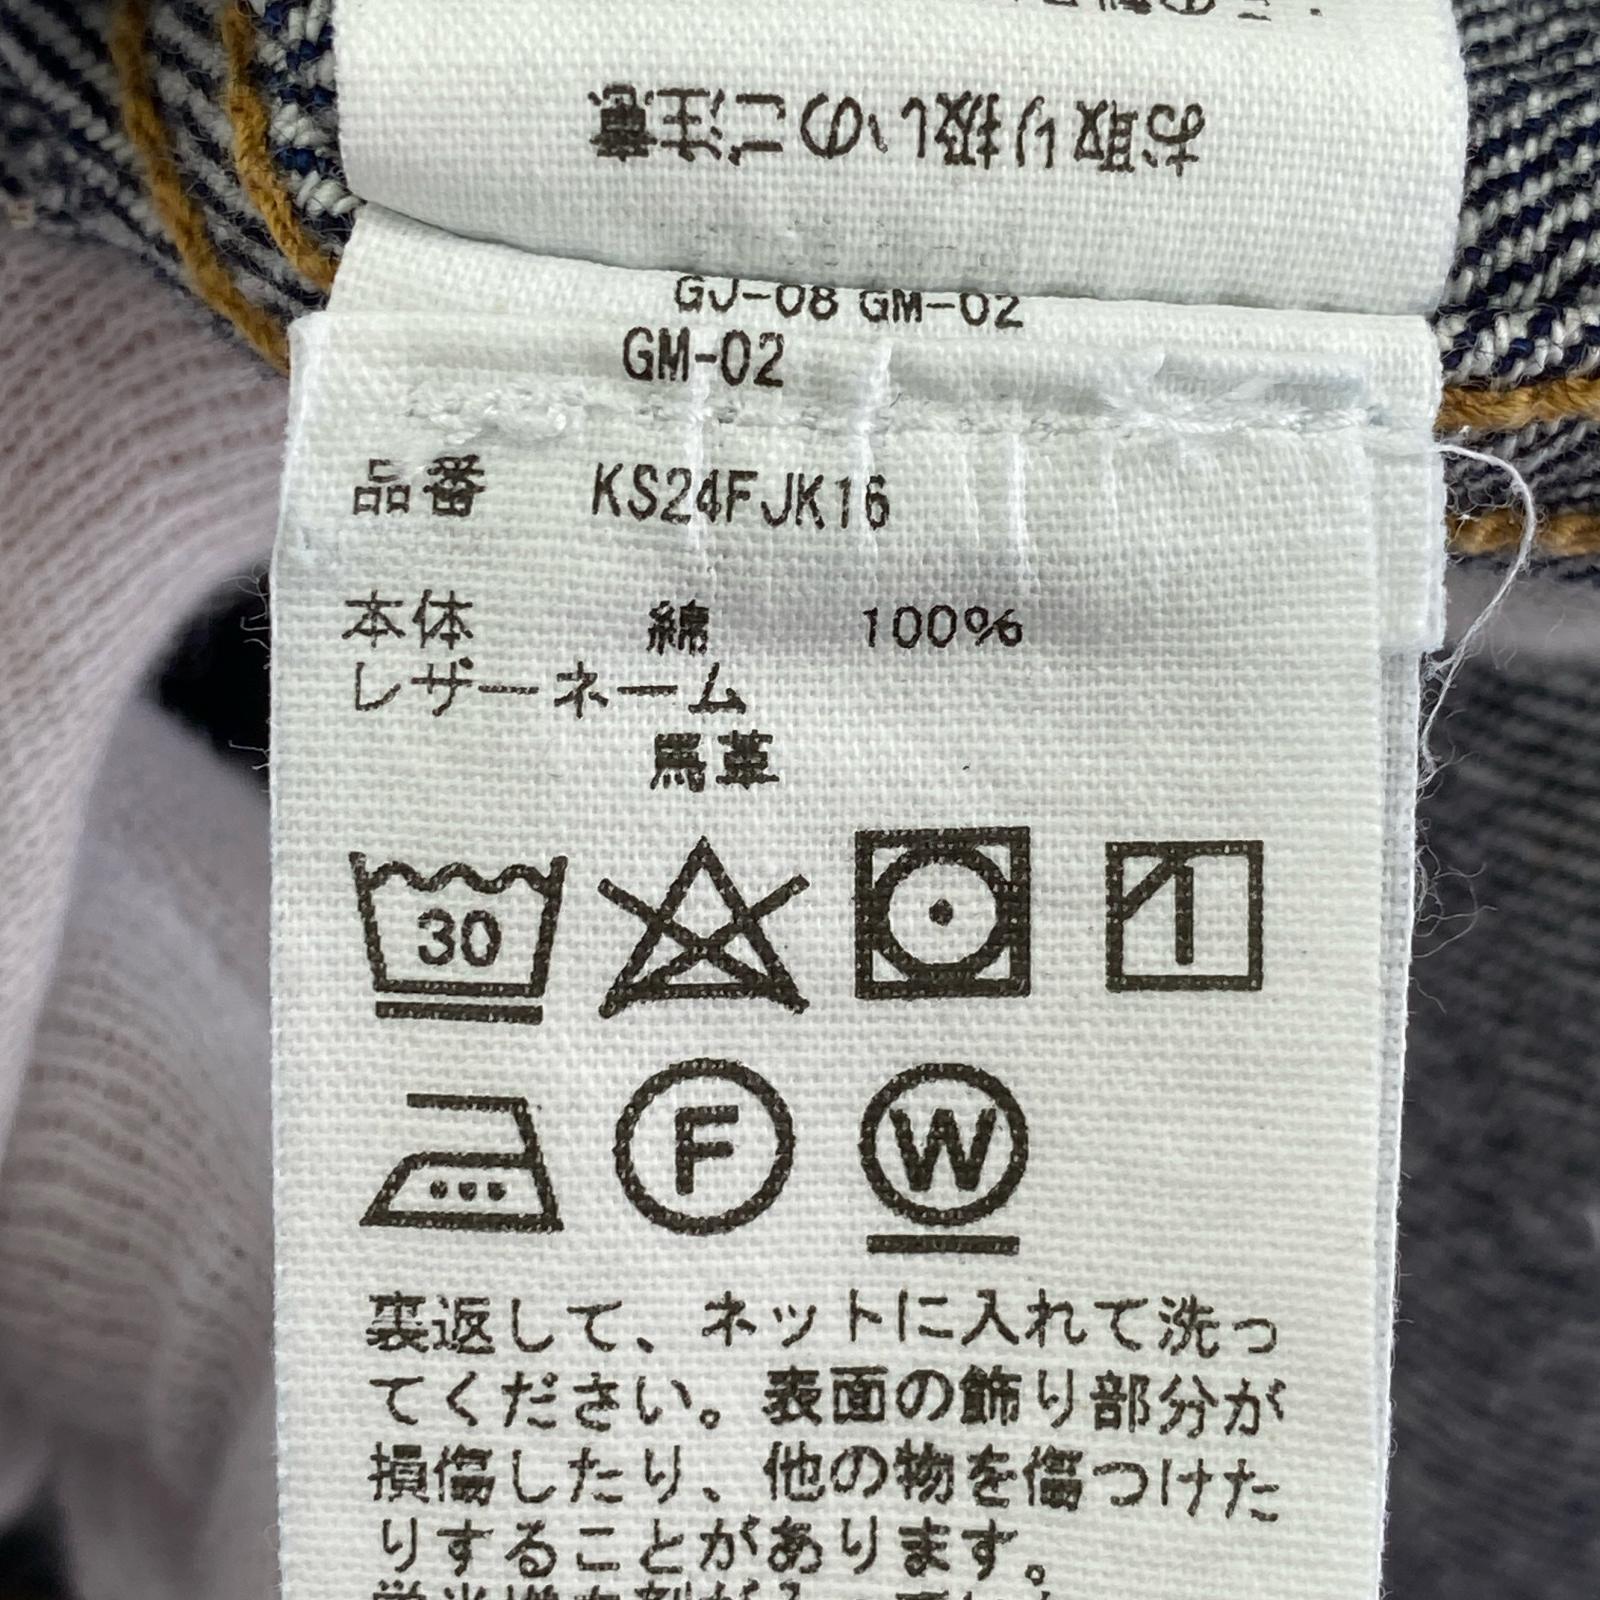 お取り扱いのご注意
GJ-08 GM-02
GM-02
品番 KS24FJK16
本体 綿 100%
レザーネーム
馬革
30
F
W
裏返して、ネットに入れて洗っ
てください。表面の飾り部分が
損傷したり、他の物を傷つけた
りすることがあります。